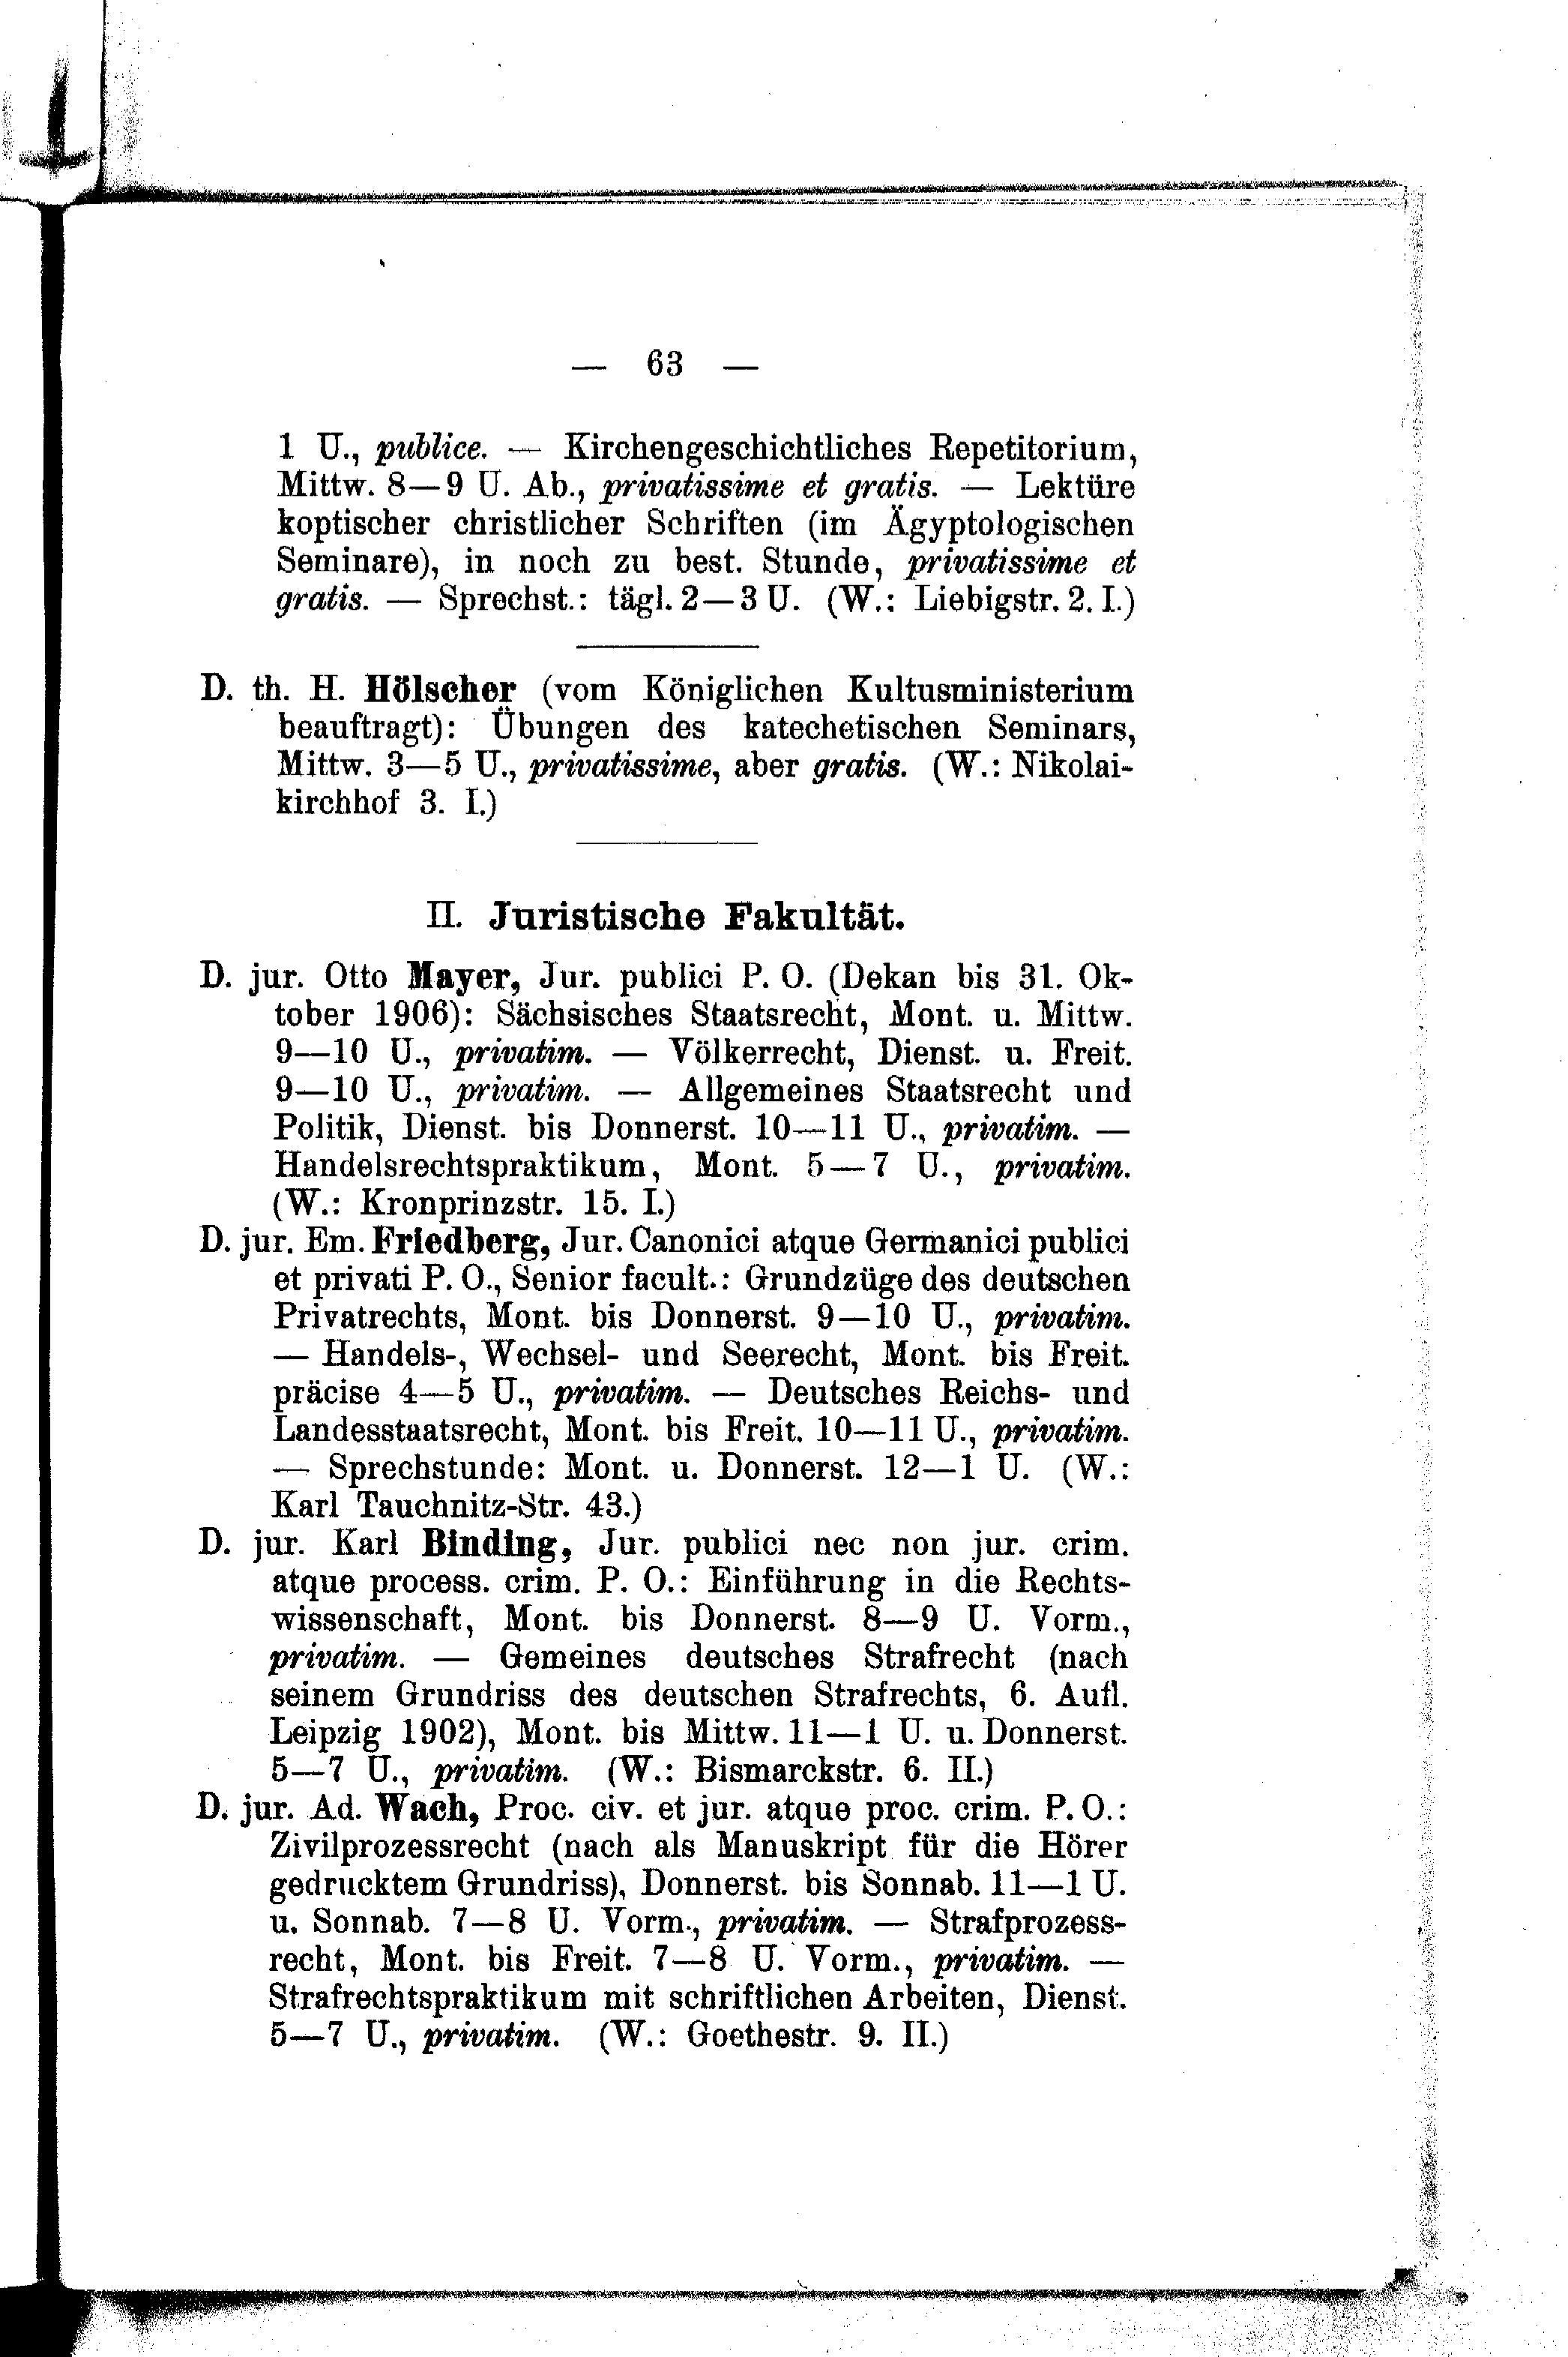 — 63 —
1 U., publice. — Kirchengeschichtliches Repetitorium,
Mittw. 8—9 U. Ab., privatissime et gratis. — Lektüre
koptischer christlicher Schriften (im Ägyptologischen
Seminare), in noch zu best. Stunde, privatissime et
gratis. — Sprechst.: tägl. 2—3 U. (W.: Liebigstr. 2. I.)
D. th. H. Hölscher (vom Königlichen Kultusministerium
beauftragt): Übungen des katechetischen Seminars,
Mittw. 3—5 U., privatissime, aber gratis. (W.: Nikolai-
kirchhof 3. I.)
II. Juristische Fakultät.
D. jur. Otto Mayer, Jur. publici P. O. (Dekan bis 31. Ok-
tober 1906): Sächsisches Staatsrecht, Mont. u. Mittw.
9—10 U., privatim. — Völkerrecht, Dienst. u. Freit.
9—10 U., privatim. — Allgemeines Staatsrecht und
Politik, Dienst. bis Donnerst. 10—11 U., privatim. —
Handelsrechtspraktikum, Mont. 5—7 U., privatim.
(W.: Kronprinzstr. 15. I.)
D. jur. Em. Friedberg, Jur. Canonici atque Germanici publici
et privati P. O., Senior facult.: Grundzüge des deutschen
Privatrechts, Mont. bis Donnerst. 9—10 U., privatim.
— Handels-, Wechsel- und Seerecht, Mont. bis Freit.
präcise 4—5 U., privatim. — Deutsches Reichs- und
Landesstaatsrecht, Mont. bis Freit. 10—11 U., privatim.
— Sprechstunde: Mont. u. Donnerst. 12—1 U. (W.:
Karl Tauchnitz-Str. 43.)
D. jur. Karl Binding, Jur. publici nec non jur. crim.
atque process. crim. P. O.: Einführung in die Rechts-
wissenschaft, Mont. bis Donnerst. 8—9 U. Vorm.,
privatim. — Gemeines deutsches Strafrecht (nach
seinem Grundriss des deutschen Strafrechts, 6. Aufl.
Leipzig 1902), Mont. bis Mittw. 11—1 U. u. Donnerst.
5—7 U., privatim. (W.: Bismarckstr. 6. II.)
D. jur. Ad. Wach, Proc. civ. et jur. atque proc. crim. P. O.:
Zivilprozessrecht (nach als Manuskript für die Hörer
gedrucktem Grundriss), Donnerst. bis Sonnab. 11—1 U.
u. Sonnab. 7—8 U. Vorm., privatim. — Strafprozess-
recht, Mont. bis Freit. 7—8 U. Vorm., privatim. —
Strafrechtspraktikum mit schriftlichen Arbeiten, Dienst.
5—7 U., privatim. (W.: Goethestr. 9. II.)